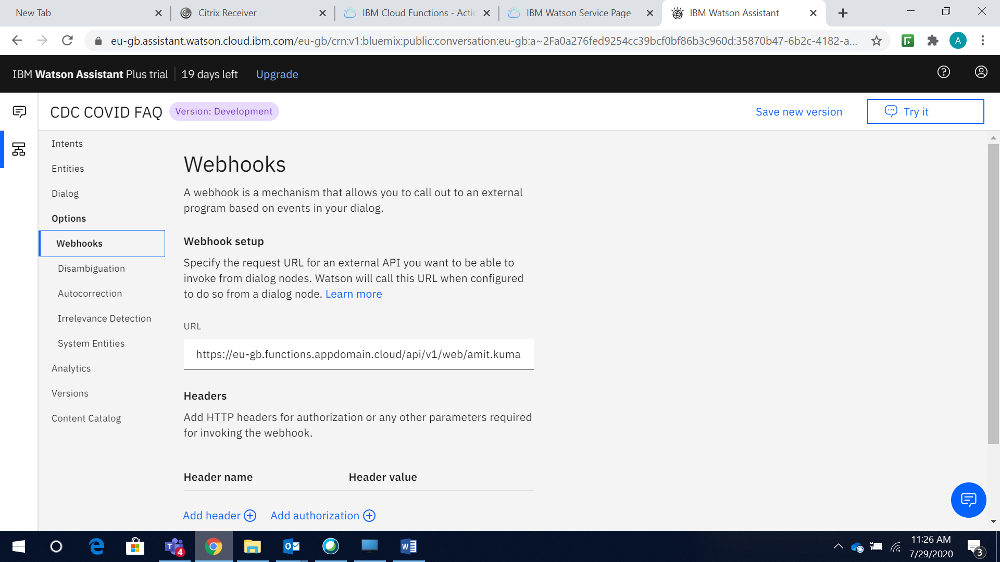 New Tab
Citrix Receiver
IBM Cloud Functions - Actic
IBM Watson Service Page
IBM Watson Assistant
eu-gb.assistant.watson.cloud.ibm.com/eu-gb/crn:v1:bluemix:public:conversation:eu-gb:a~2Fa0a276fed9254cc39bcf0bf86b3c960d:35870b47-6b2c-4182-a...
A
IBM Watson Assistant Plus trial
19 days left
Upgrade
CDC COVID FAQ
Version: Development
Save new version
Try it
Intents
Entities
Dialog
Options
Webhooks
Disambiguation
Autocorrection
Irrelevance Detection
System Entities
Analytics
Versions
Content Catalog
Webhooks
A webhook is a mechanism that allows you to call out to an external
program based on events in your dialog.
Webhook setup
Specify the request URL for an external API you want to be able to
invoke from dialog nodes. Watson will call this URL when configured
to do so from a dialog node. Learn more
URL
https://eu-gb.functions.appdomain.cloud/api/v1/web/amit.kuma
Headers
Add HTTP headers for authorization or any other parameters required
for invoking the webhook.
Header name
Header value
Add header
Add authorization
T
4
O
W
11:26 AM
7/29/2020
3